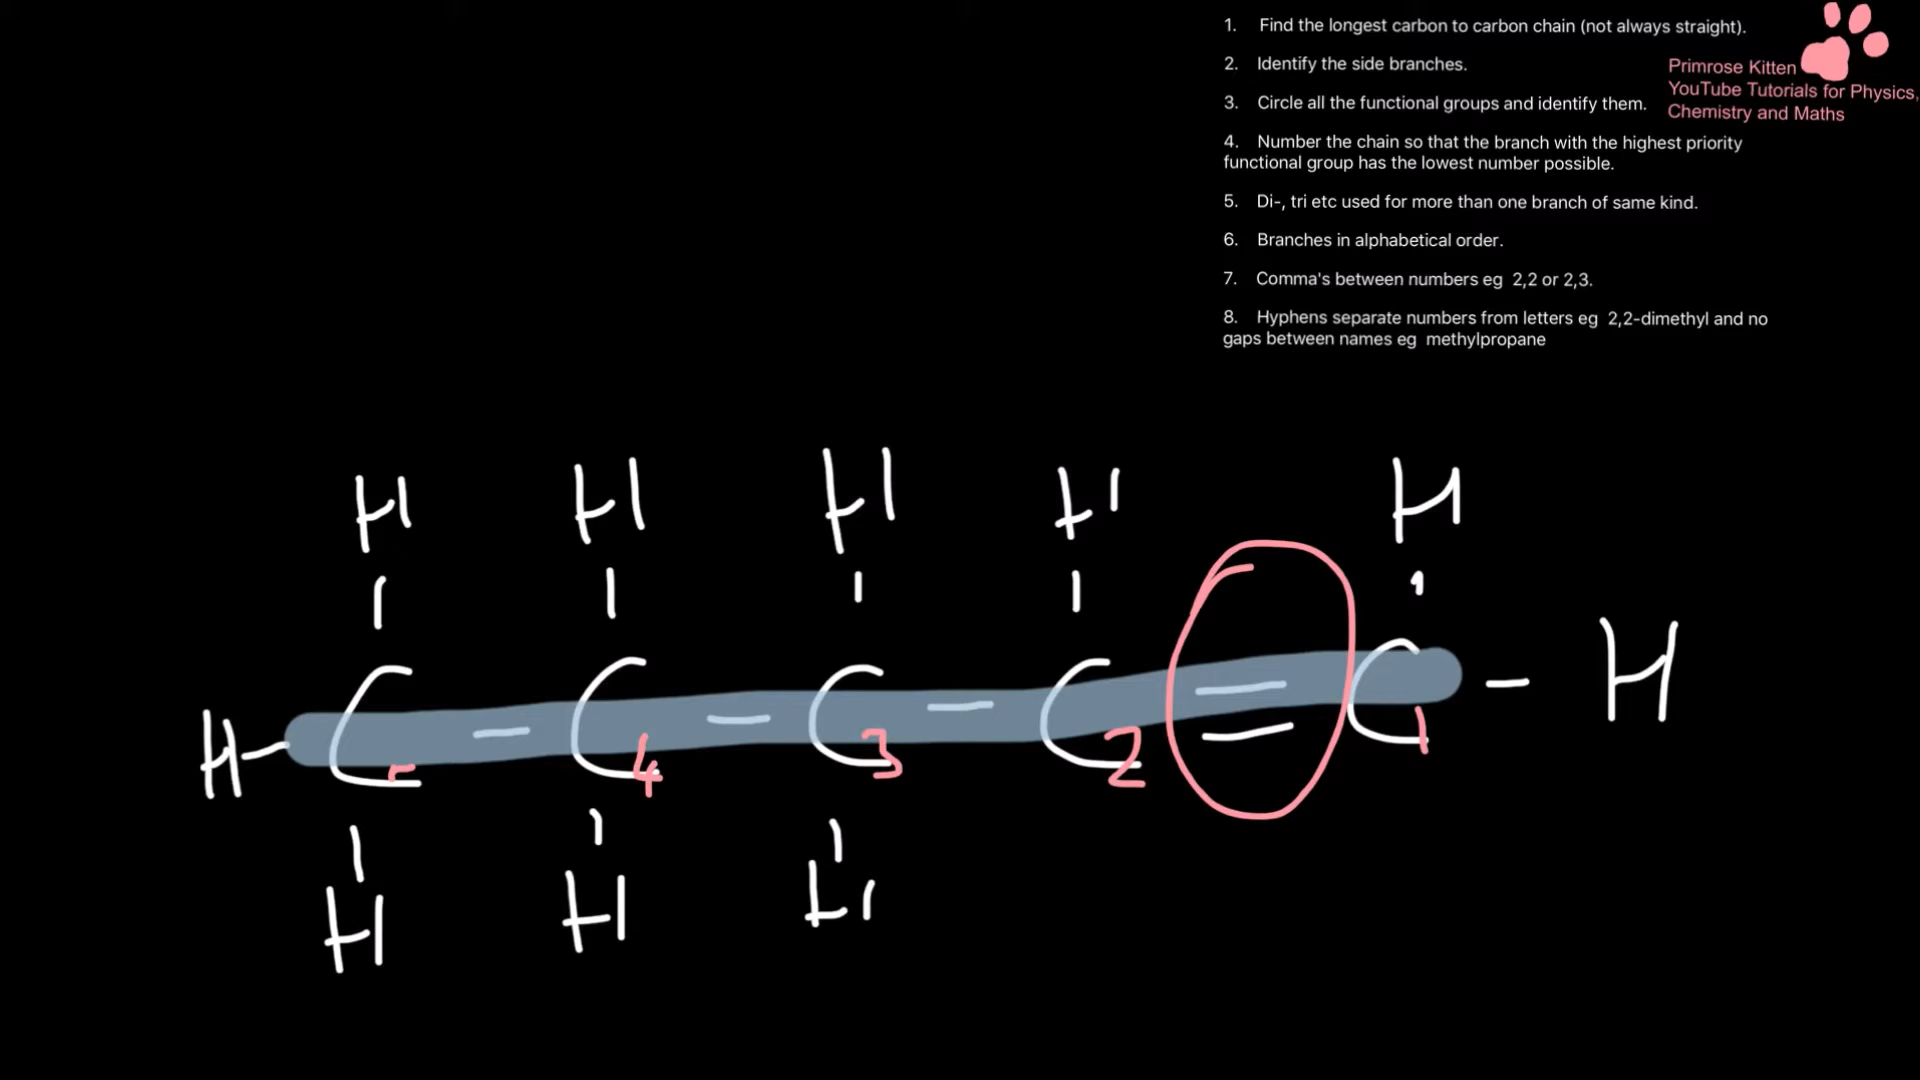 1. Find the longest carbon to carbon chain (not always straight).
2. Identify the side branches.
3. Circle all the functional groups and identify them.
4. Number the chain so that the branch with the highest priority
functional group has the lowest number possible.
5. Di-, tri etc used for more than one branch of same kind.
6. Branches in alphabetical order.
7. Comma's between numbers eg 2,2 or 2,3.
8. Hyphens separate numbers from letters eg 2,2-dimethyl and no
gaps between names eg methylpropane
Primrose Kitten
YouTube Tutorials for Physics,
Chemistry and Maths
H H H H H
H - C - C - C - C = C - H
4 3 2 1
H H H